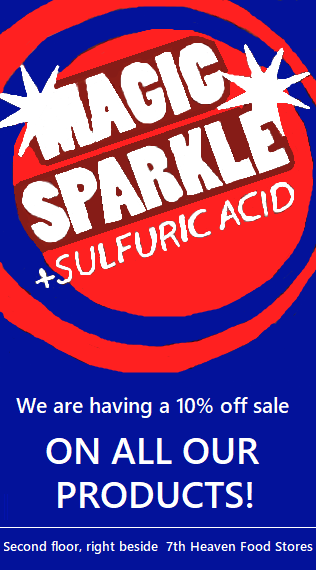 MAGIC
SPARKLE
+SULFURIC ACID
We are having a 10% off sale
ON ALL OUR
PRODUCTS!
Second floor, right beside 7th Heaven Food Stores